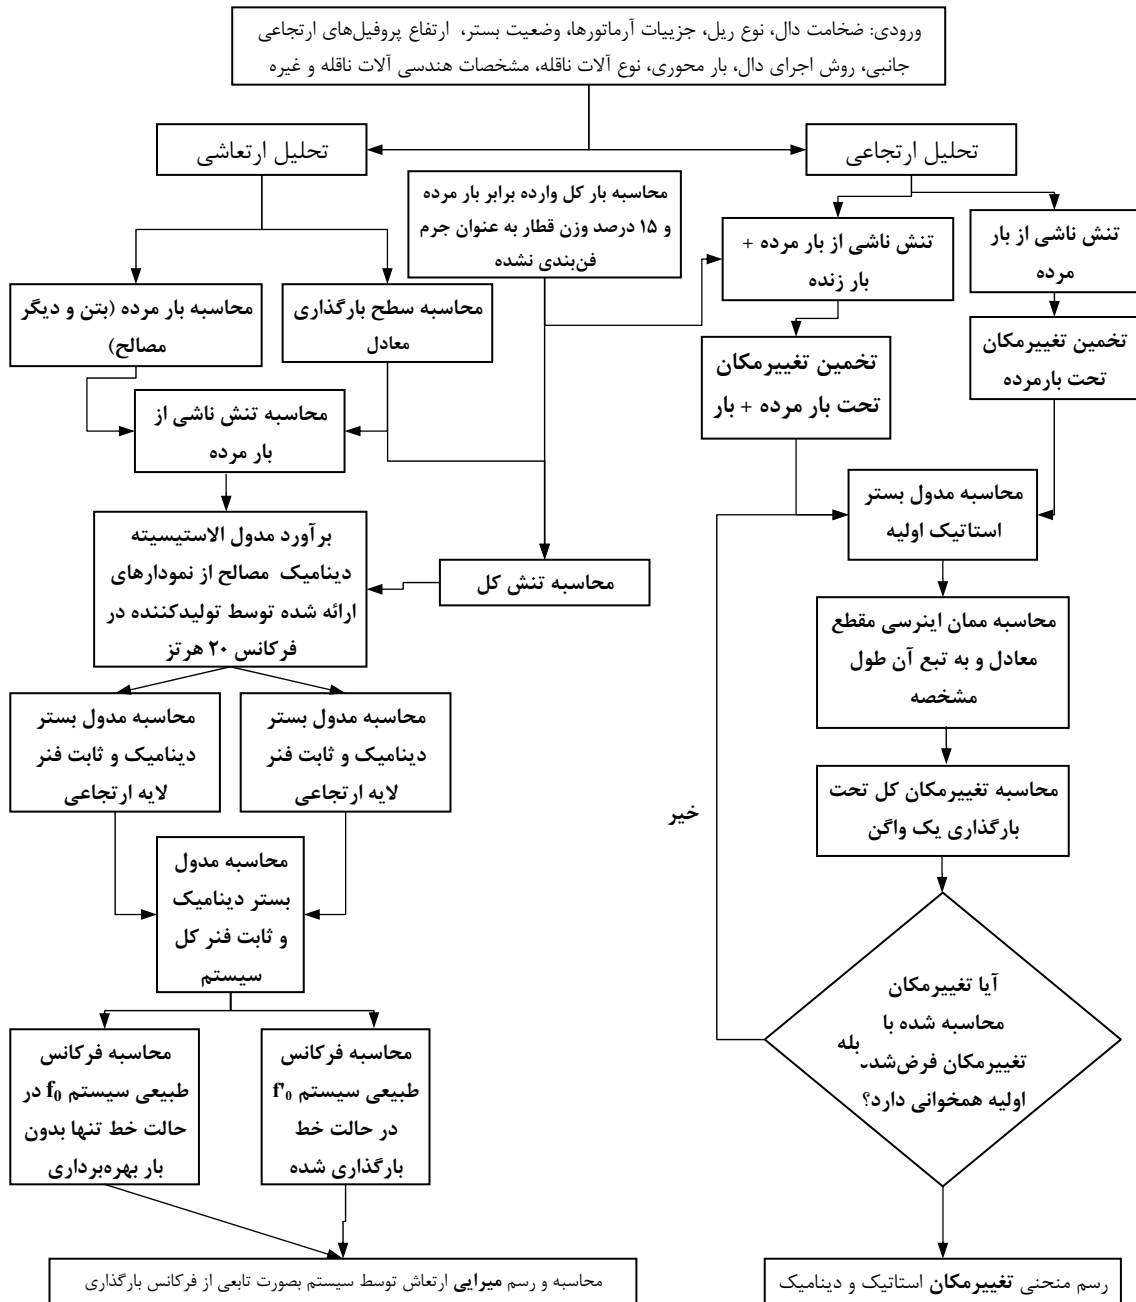 ورودی: ضخامت دال، نوع ریل، جزییات آرماتورها، وضعیت بستر، ارتفاع پروفیل‌های ارتجاعی
جانبی، روش اجرای دال، بار محوری، نوع آلات ناقله، مشخصات هندسی آلات ناقله و غیره
تحلیل ارتجاعی
تحلیل ارتعاشی
تنش ناشی از بار
مرده
تنش ناشی از بار مرده +
بار زنده
محاسبه بار کل وارده برابر بار مرده
و ۱۵ درصد وزن قطار به عنوان جرم
فن‌بندی نشده
محاسبه سطح بارگذاری
معادل
محاسبه بار مرده (بتن و دیگر
مصالح)
تخمین تغییرمکان
تحت بارمرده
تخمین تغییرمکان
تحت بار مرده + بار
محاسبه تنش ناشی از
بار مرده
محاسبه مدول بستر
استاتیک اولیه
برآورد مدول الاستیسیته
دینامیک مصالح از نمودارهای
ارائه شده توسط تولیدکننده در
فرکانس ۲۰ هرتز
محاسبه تنش کل
محاسبه ممان اینرسی مقطع
معادل و به تبع آن طول
مشخصه
محاسبه مدول بستر
دینامیک و ثابت فنر
لایه ارتجاعی
محاسبه مدول بستر
دینامیک و ثابت فنر
لایه ارتجاعی
محاسبه تغییرمکان کل تحت
بارگذاری یک واگن
خیر
محاسبه مدول
بستر دینامیک
و ثابت فنر کل
سیستم
آیا تغییرمکان
محاسبه شده با
تغییرمکان فرض‌شد
اولیه همخوانی دارد؟
بله
محاسبه فرکانس
طبیعی سیستم f'₀
در حالت خط
بارگذاری شده
محاسبه فرکانس
طبیعی سیستم f₀ در
حالت خط تنها بدون
بار بهره‌برداری
رسم منحنی تغییرمکان استاتیک و دینامیک
محاسبه و رسم میرایی ارتعاش توسط سیستم بصورت تابعی از فرکانس بارگذاری